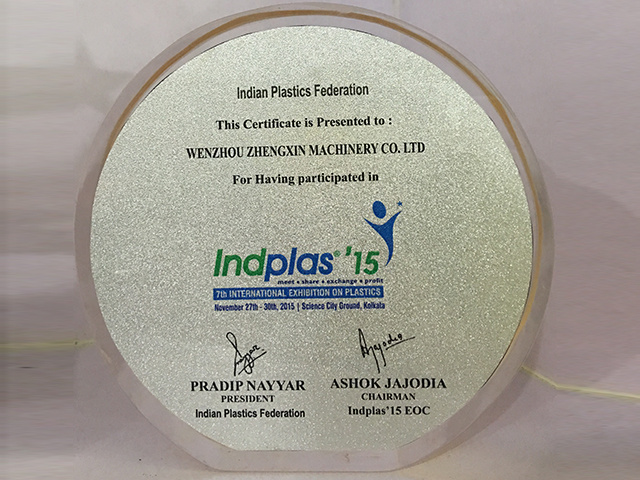 Indian Plastics Federation
This Certificate is Presented to :
WENZHOU ZHENGXIN MACHINERY CO. LTD
For Having participated in
Indplas® '15
meet • share • exchange • profit
7th INTERNATIONAL EXHIBITION ON PLASTICS
November 27th - 30th, 2015 | Science City Ground, Kolkata
Ajajodia
PRADIP NAYYAR
PRESIDENT
Indian Plastics Federation
ASHOK JAJODIA
CHAIRMAN
Indplas'15 EOC